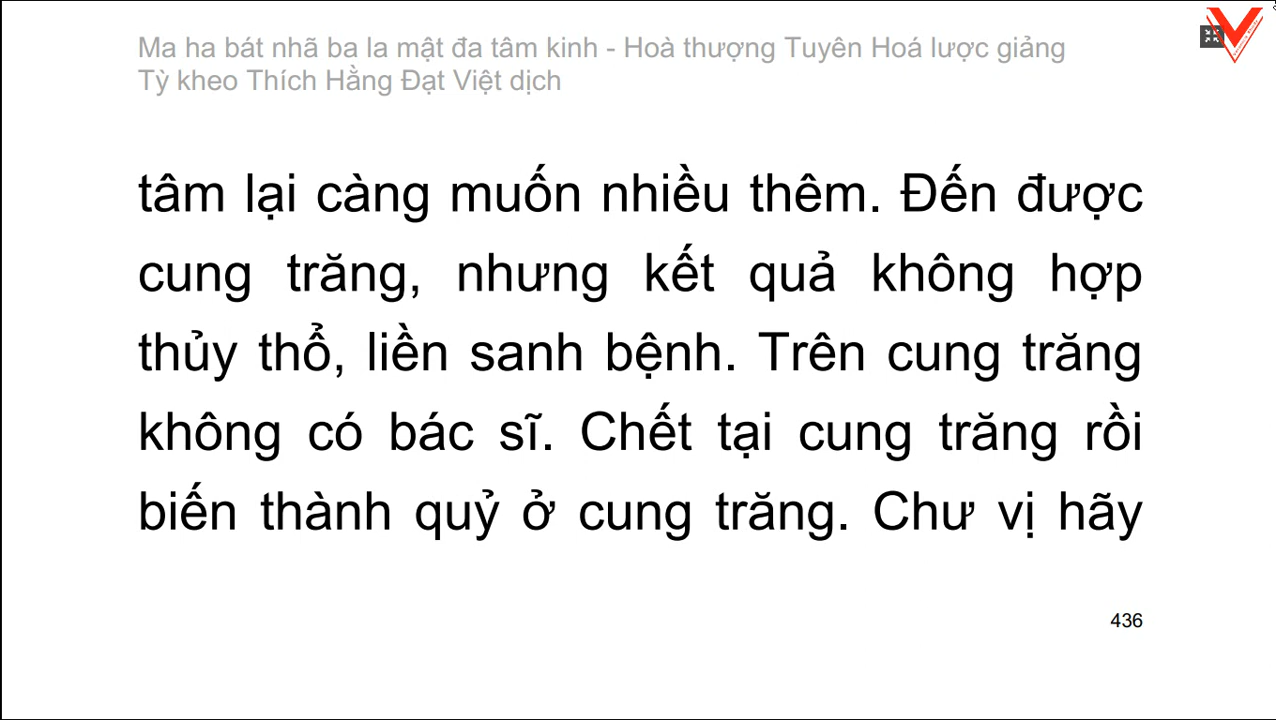 Ma ha bát nhã ba la mật đa tâm kinh - Hoà thượng Tuyên Hoá lược giảng
Tỳ kheo Thích Hằng Đạt Việt dịch
tâm lại càng muốn nhiều thêm. Đến được
cung trăng, nhưng kết quả không hợp
thủy thổ, liền sanh bệnh. Trên cung trăng
không có bác sĩ. Chết tại cung trăng rồi
biến thành quỷ ở cung trăng. Chư vị hãy
436